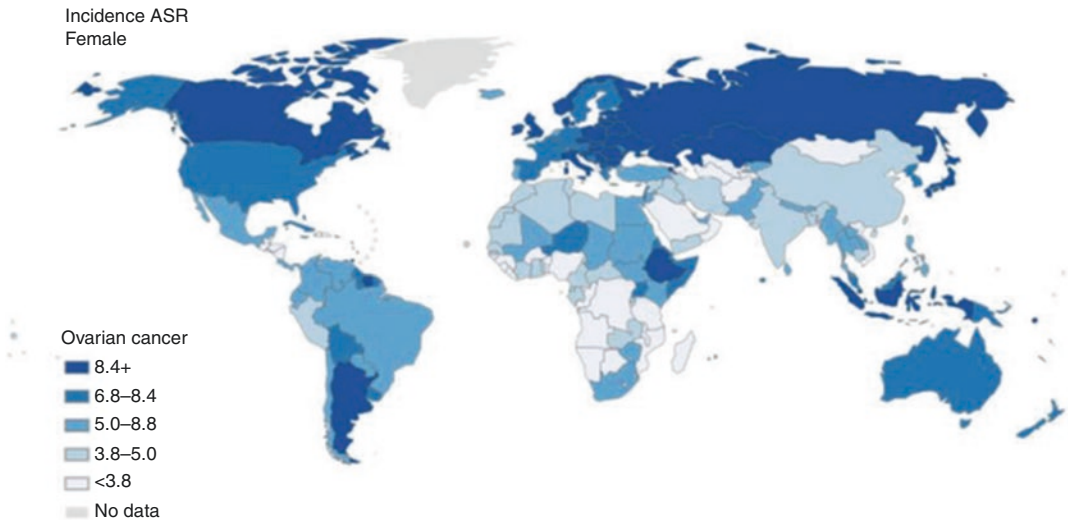 Incidence ASR
Female
Ovarian cancer
8.4+
6.8–8.4
5.0–8.8
3.8–5.0
<3.8
No data